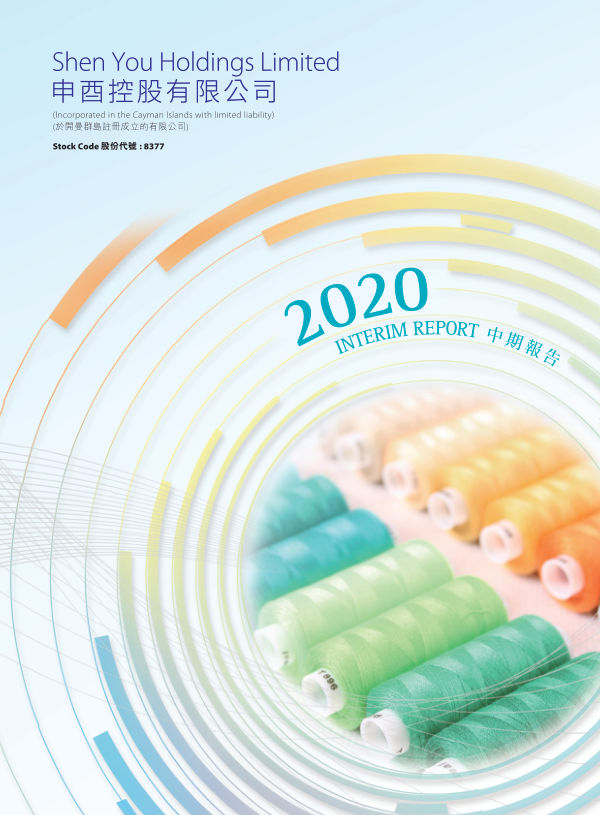 Shen You Holdings Limited
申酉控股有限公司
(Incorporated in the Cayman Islands with limited liability)
(於開曼群島註冊成立的有限公司)
Stock Code 股份代號 : 8377
2020
INTERIM REPORT 中期報告
1896